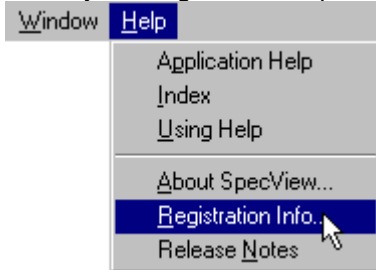 Window Help
Application Help
Index
Using Help
About SpecView...
Registration Info...
Release Notes